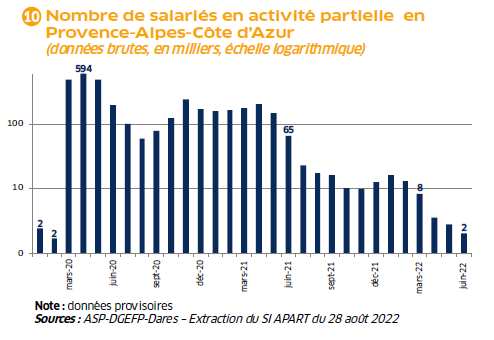 10 Nombre de salariés en activité partielle en
Provence-Alpes-Côte d'Azur
(données brutes, en milliers, échelle logarithmique)
594
100
65
10
8
2
2
2
0
mars-20
juin-20
sept-20
déc-20
mars-21
juin-21
sept-21
déc-21
mars-22
juin-22
Note : données provisoires
Sources : ASP-DGEFP-Dares – Extraction du SI APART du 28 août 2022